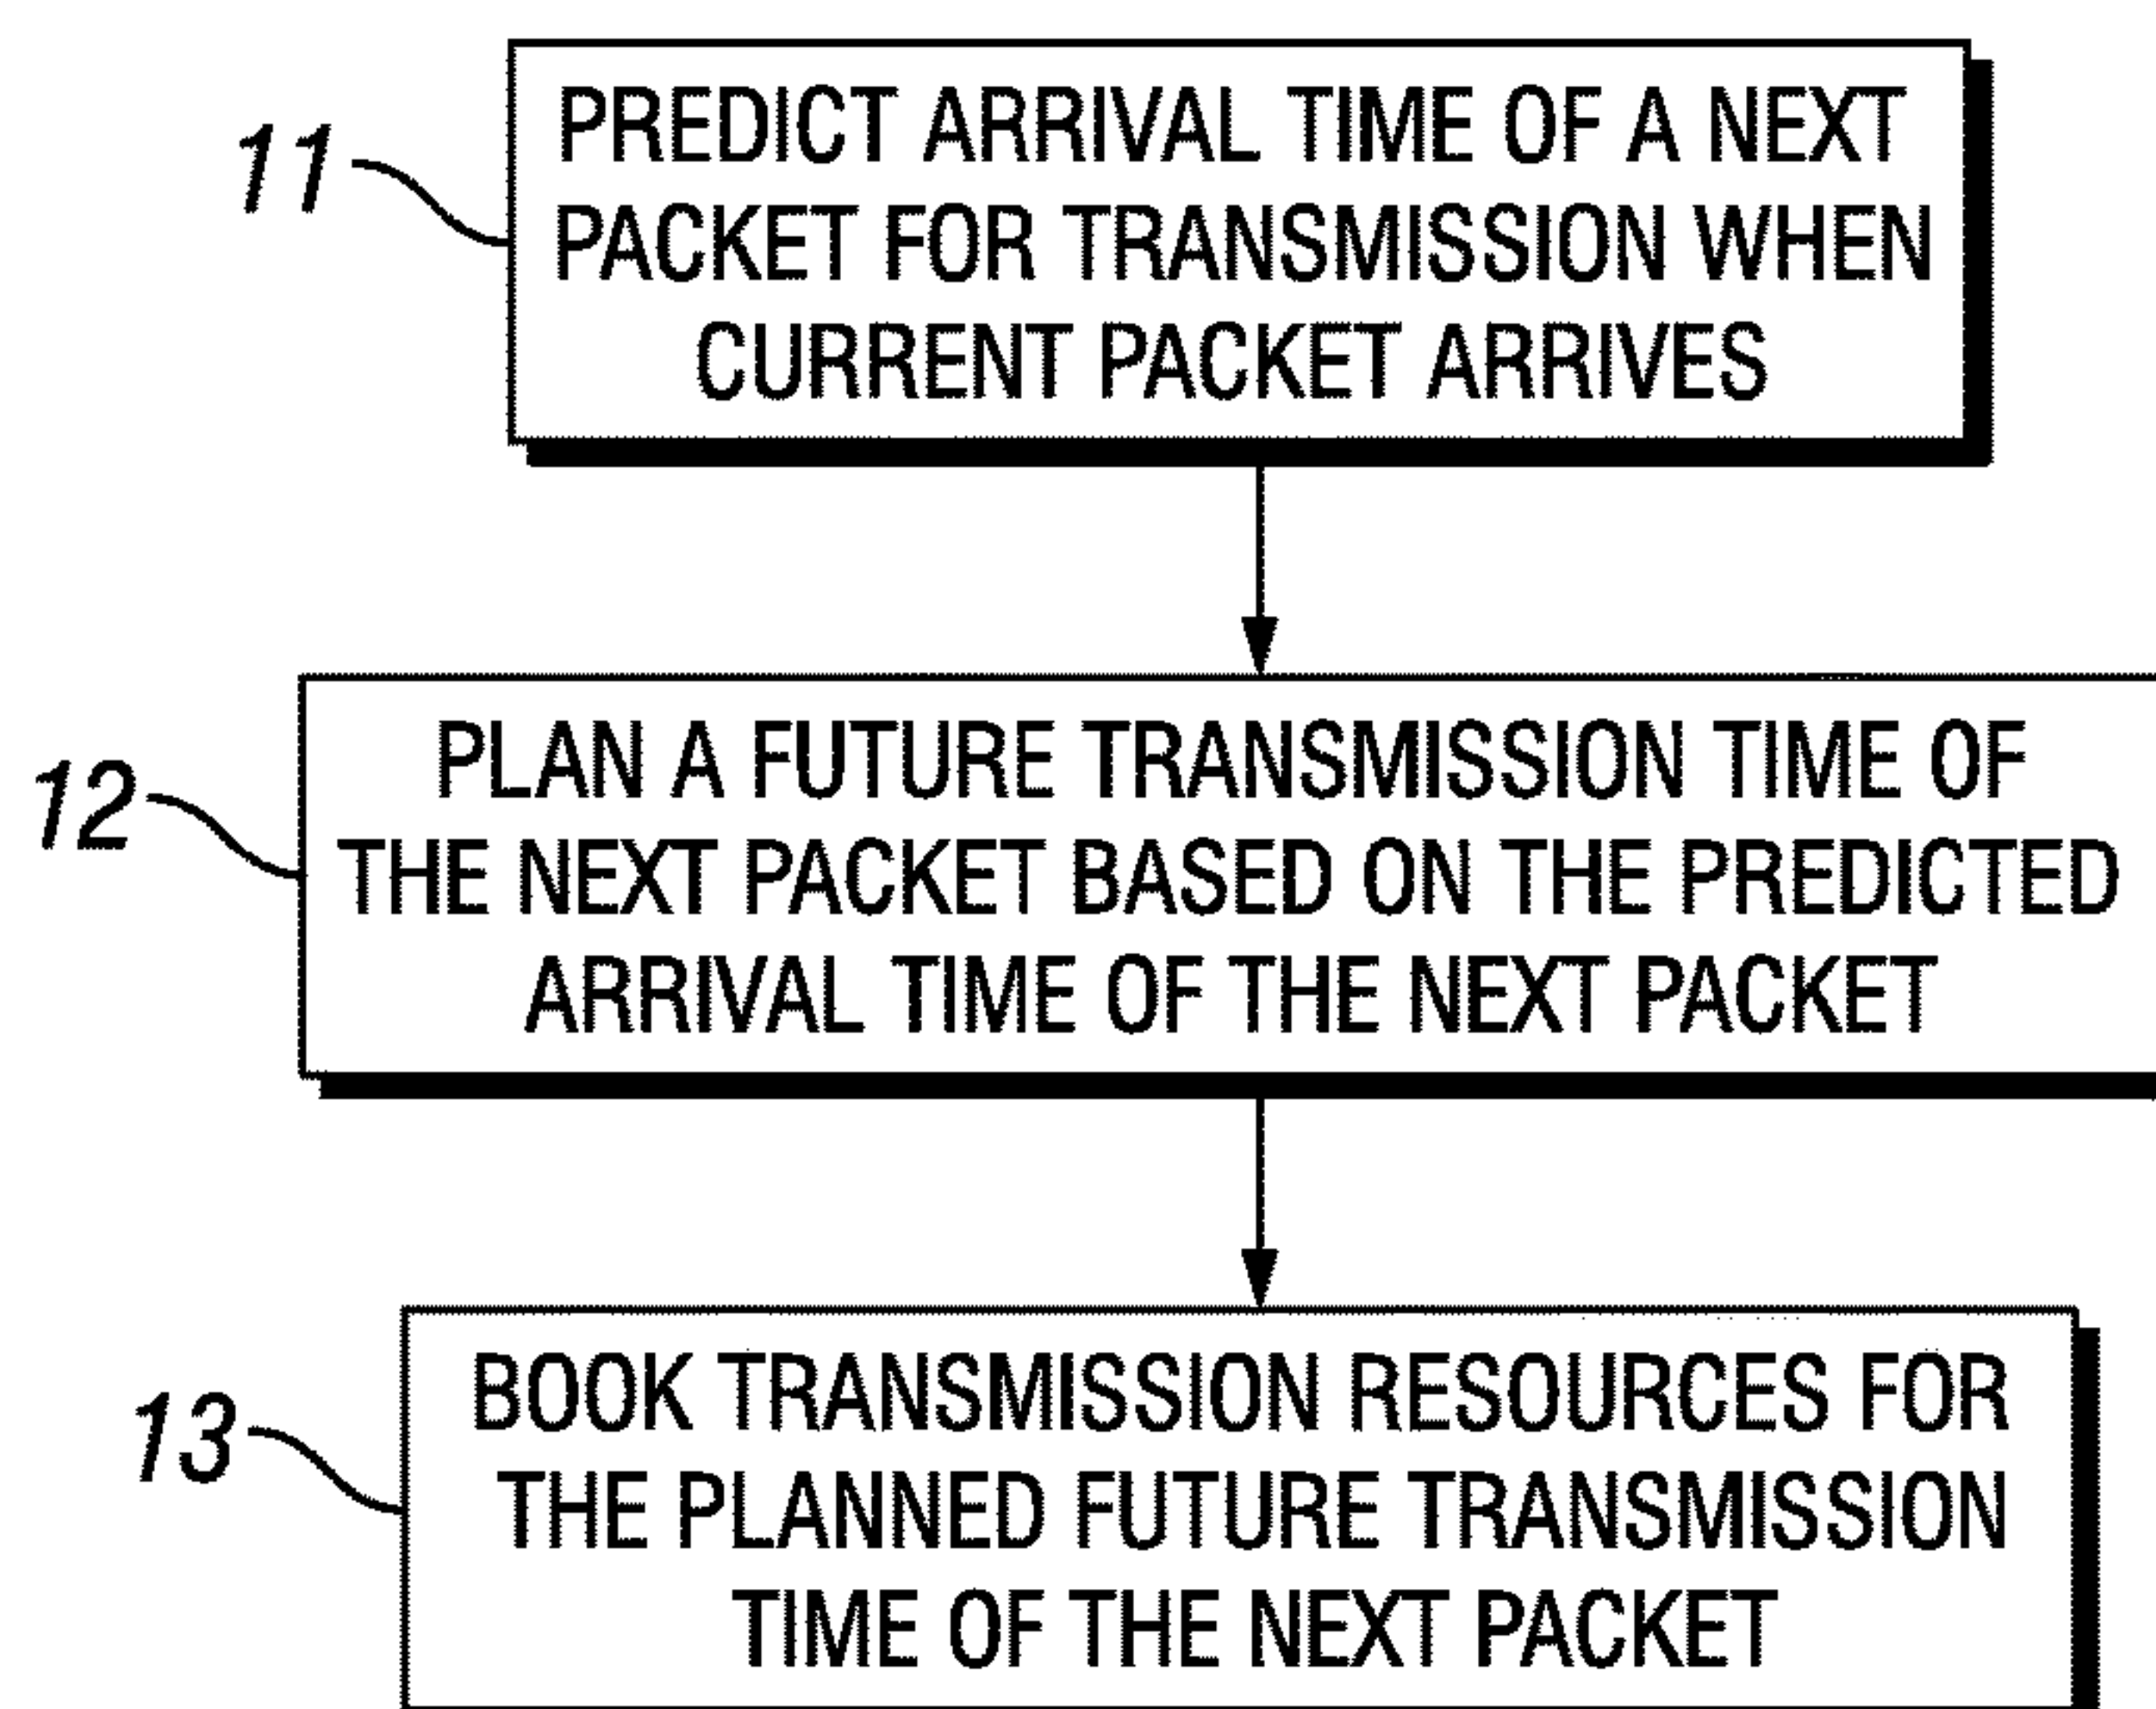 11
PREDICT ARRIVAL TIME OF A NEXT
PACKET FOR TRANSMISSION WHEN
CURRENT PACKET ARRIVES
12
PLAN A FUTURE TRANSMISSION TIME OF
THE NEXT PACKET BASED ON THE PREDICTED
ARRIVAL TIME OF THE NEXT PACKET
13
BOOK TRANSMISSION RESOURCES FOR
THE PLANNED FUTURE TRANSMISSION
TIME OF THE NEXT PACKET